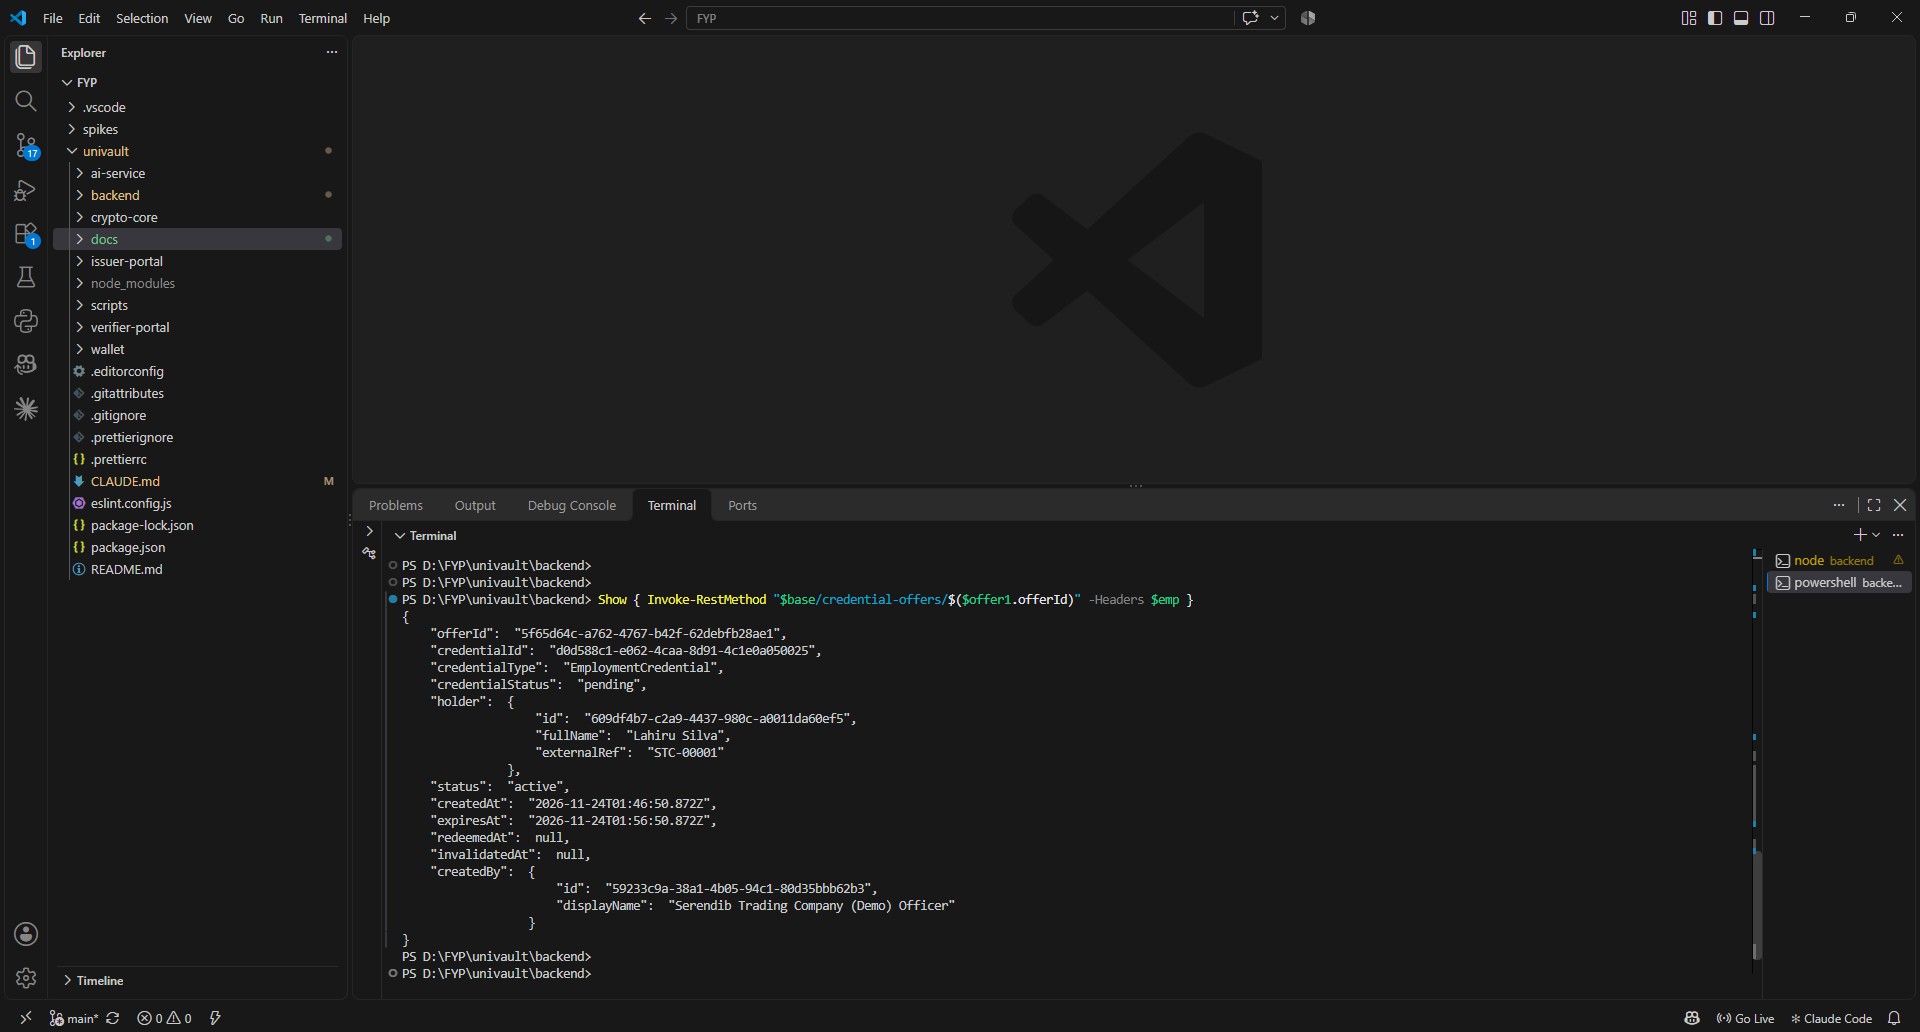 File Edit Selection View Go Run Terminal Help
FYP
Explorer
FYP
.vscode
spikes
17
univault
ai-service
backend
crypto-core
docs
1
issuer-portal
node_modules
scripts
verifier-portal
wallet
.editorconfig
.gitattributes
.gitignore
.prettierignore
.prettierrc
CLAUDE.md M
eslint.config.js
package-lock.json
package.json
README.md
Timeline
Problems Output Debug Console Terminal Ports
Terminal
PS D:\FYP\univault\backend>
PS D:\FYP\univault\backend>
PS D:\FYP\univault\backend> Show { Invoke-RestMethod "$base/credential-offers/$($offer1.offerId)" -Headers $emp }
{
"offerId": "5f65d64c-a762-4767-b42f-62debfb28ae1",
"credentialId": "d0d588c1-e062-4caa-8d91-4c1e0a050025",
"credentialType": "EmploymentCredential",
"credentialStatus": "pending",
"holder": {
"id": "609df4b7-c2a9-4437-980c-a0011da60ef5",
"fullName": "Lahiru Silva",
"externalRef": "STC-00001"
},
"status": "active",
"createdAt": "2026-11-24T01:46:50.872Z",
"expiresAt": "2026-11-24T01:56:50.872Z",
"redeemedAt": null,
"invalidatedAt": null,
"createdBy": {
"id": "59233c9a-38a1-4b05-94c1-80d35bbb62b3",
"displayName": "Serendib Trading Company (Demo) Officer"
}
}
PS D:\FYP\univault\backend>
PS D:\FYP\univault\backend>
node backend
powershell backe...
main* 0 0 Go Live Claude Code